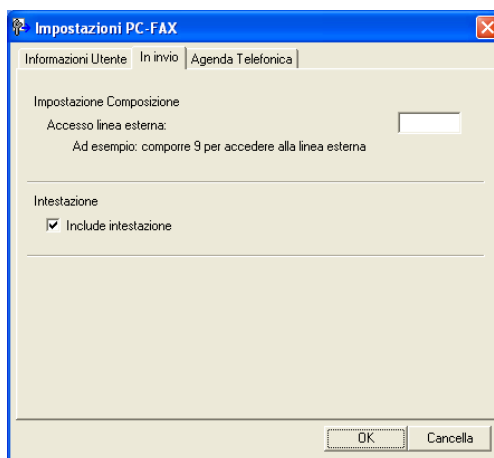 Impostazioni PC-FAX
Informazioni Utente In invio Agenda Telefonica
Impostazione Composizione
Accesso linea esterna:
Ad esempio: comporre 9 per accedere alla linea esterna
Intestazione
Include intestazione
OK Cancella